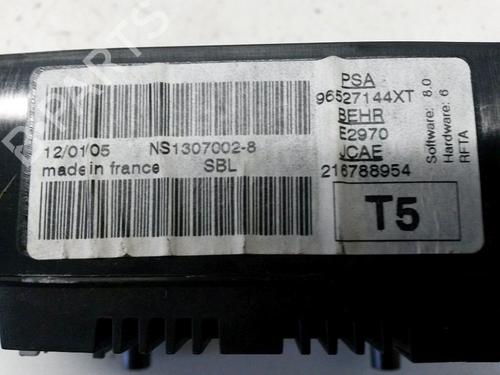 B-PARTS
PSA
96527144XT
BEHR
E2970
JCAE
216788954
T5
Software: 8.0
Hardware: 6
RFTA
12/01'05 NS1307002-8
made in france SBL